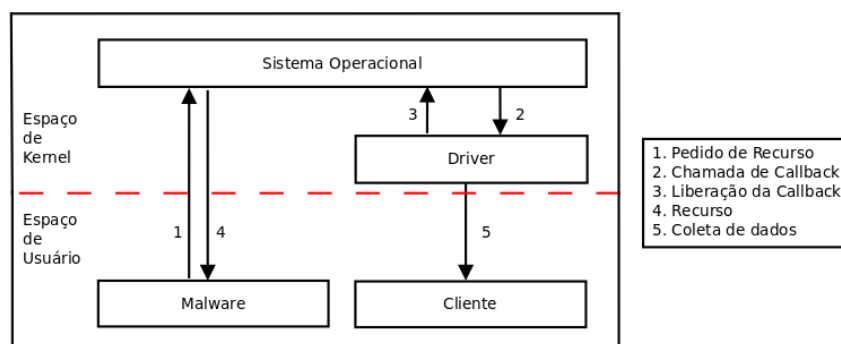 Sistema Operacional
Espaço
de
Kernel
3
2
Driver
Espaço
de
Usuário
1
4
5
Malware
Cliente
1. Pedido de Recurso
2. Chamada de Callback
3. Liberação da Callback
4. Recurso
5. Coleta de dados